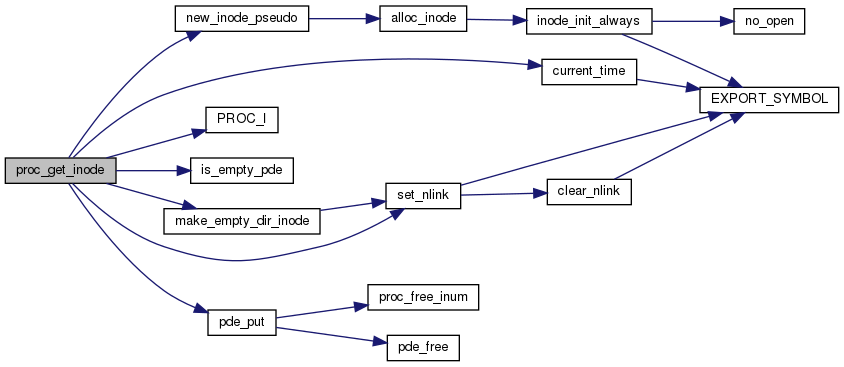 new_inode_pseudo
alloc_inode
inode_init_always
no_open
current_time
EXPORT_SYMBOL
PROC_I
proc_get_inode
is_empty_pde
set_nlink
clear_nlink
make_empty_dir_inode
proc_free_inum
pde_put
pde_free